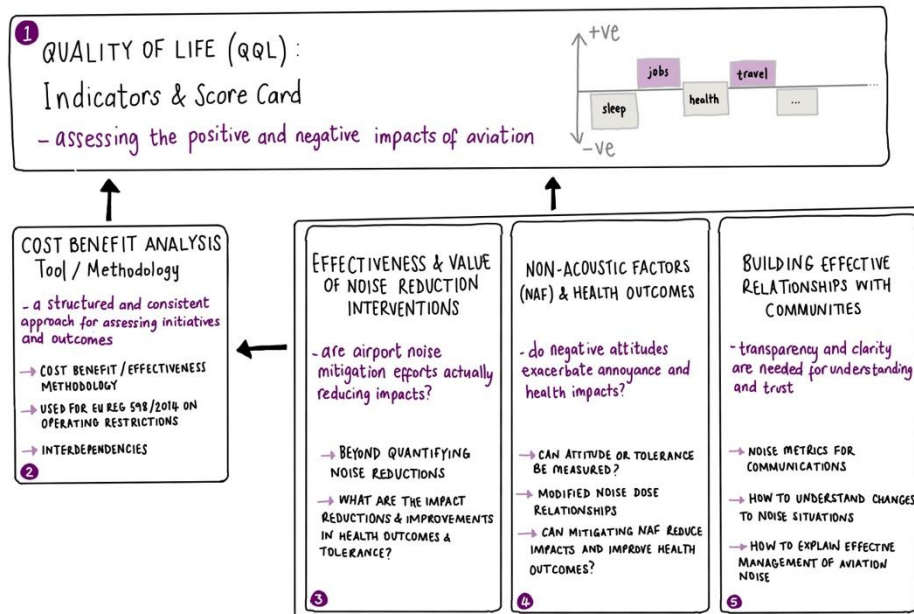 1
QUALITY OF LIFE (QQL):
Indicators & Score Card
- assessing the positive and negative impacts of aviation
+ve
jobs
travel
sleep
health
...
-ve
COST BENEFIT ANALYSIS
Tool / Methodology
- a structured and consistent
approach for assessing initiatives
and outcomes
→ COST BENEFIT / EFFECTIVENESS
METHODOLOGY
→ USED FOR EU REG 598/2014 ON
OPERATING RESTRICTIONS
→ INTERDEPENDENCIES
2
EFFECTIVENESS & VALUE
OF NOISE REDUCTION
INTERVENTIONS
- are airport noise
mitigation efforts actually
reducing impacts?
→ BEYOND QUANTIFYING
NOISE REDUCTIONS
→ WHAT ARE THE IMPACT
REDUCTIONS & IMPROVEMENTS
IN HEALTH OUTCOMES &
TOLERANCE?
3
NON-ACOUSTIC FACTORS
(NAF) & HEALTH OUTCOMES
- do negative attitudes
exacerbate annoyance and
health impacts?
→ CAN ATTITUDE OR TOLERANCE
BE MEASURED?
→ MODIFIED NOISE DOSE
RELATIONSHIPS
→ CAN MITIGATING NAF REDUCE
IMPACTS AND IMPROVE HEALTH
OUTCOMES?
4
BUILDING EFFECTIVE
RELATIONSHIPS WITH
COMMUNITIES
- transparency and clarity
are needed for understanding
and trust
→ NOISE METRICS FOR
COMMUNICATIONS
→ HOW TO UNDERSTAND CHANGES
TO NOISE SITUATIONS
→ HOW TO EXPLAIN EFFECTIVE
MANAGEMENT OF AVIATION
NOISE
5